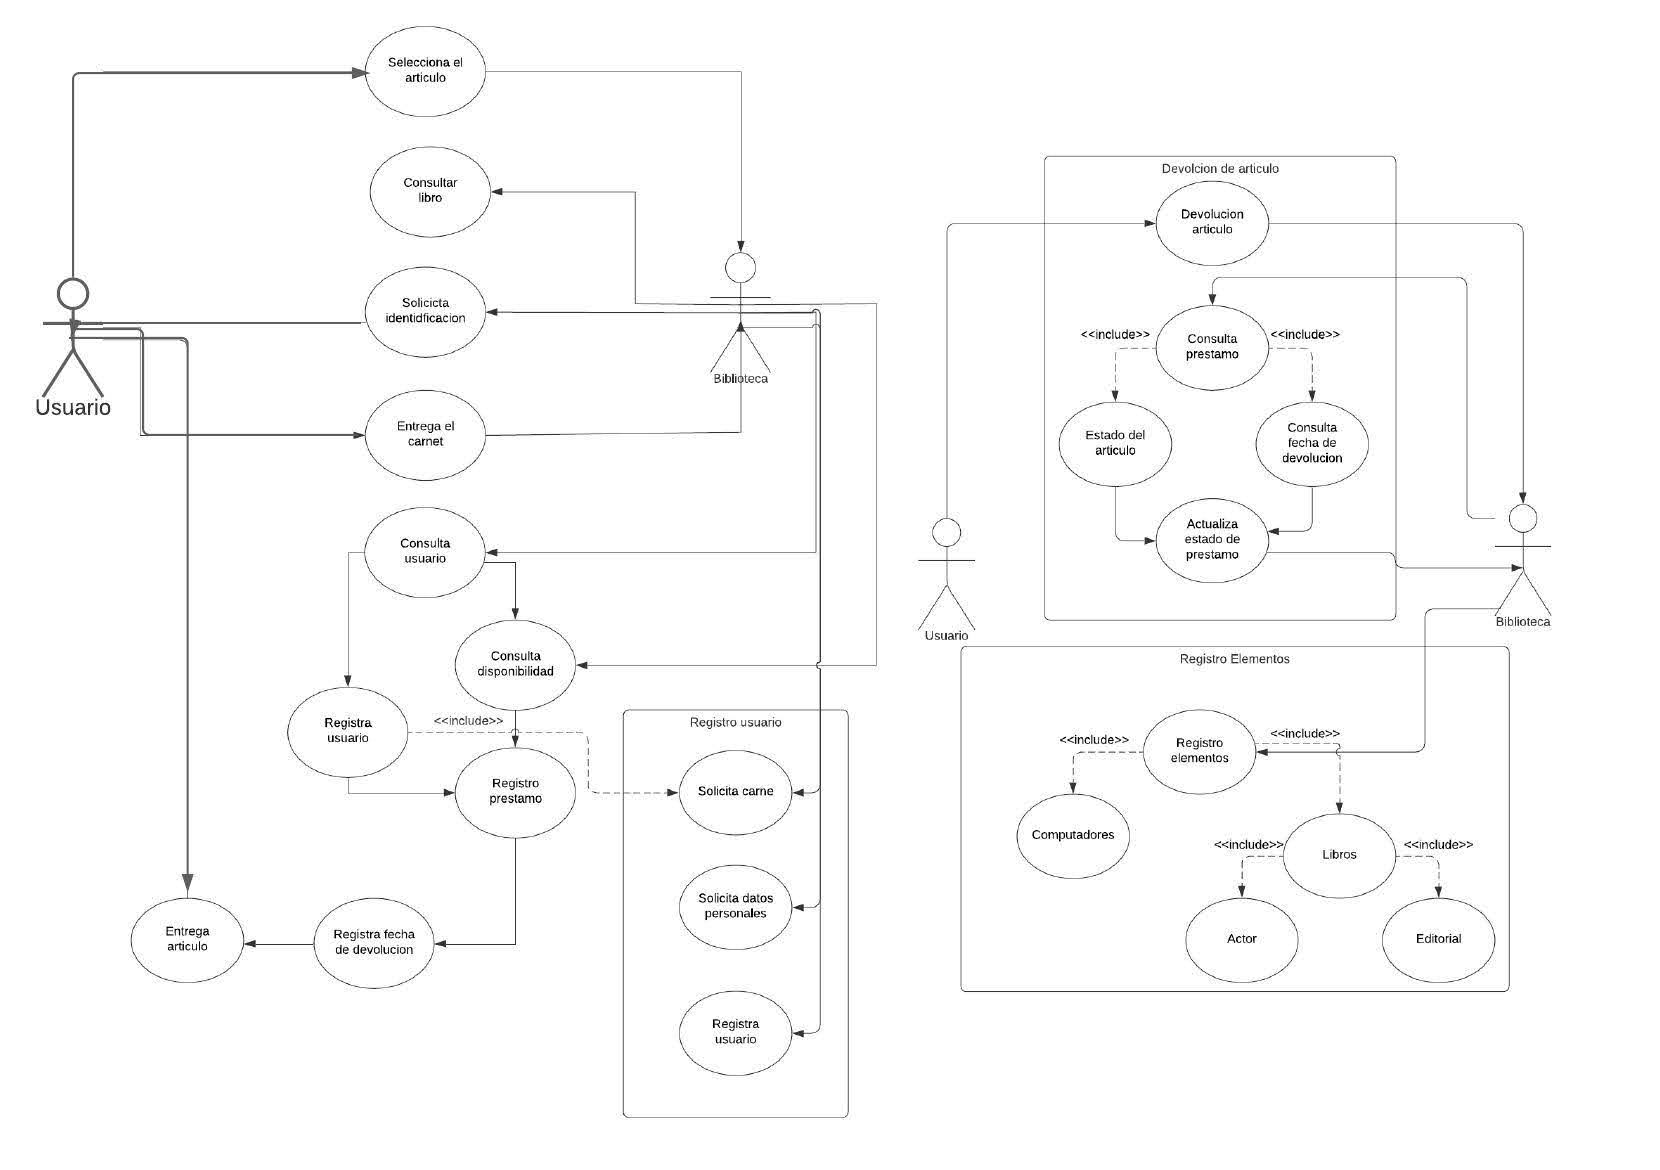 Selecciona el
articulo
Consultar
libro
Solicicta
identidficacion
Usuario
Biblioteca
Entrega el
carnet
Consulta
usuario
Consulta
disponibilidad
Registra
usuario
<<include>>
Registro
prestamo
Entrega
articulo
Registra fecha
de devolucion
Registro usuario
Solicita carne
Solicita datos
personales
Registra
usuario
Devolcion de articulo
Devolucion
articulo
<<include>>
Consulta
prestamo
<<include>>
Estado del
articulo
Consulta
fecha de
devolucion
Actualiza
estado de
prestamo
Usuario
Biblioteca
Registro Elementos
<<include>>
Registro
elementos
<<include>>
Computadores
<<include>>
Libros
<<include>>
Actor
Editorial